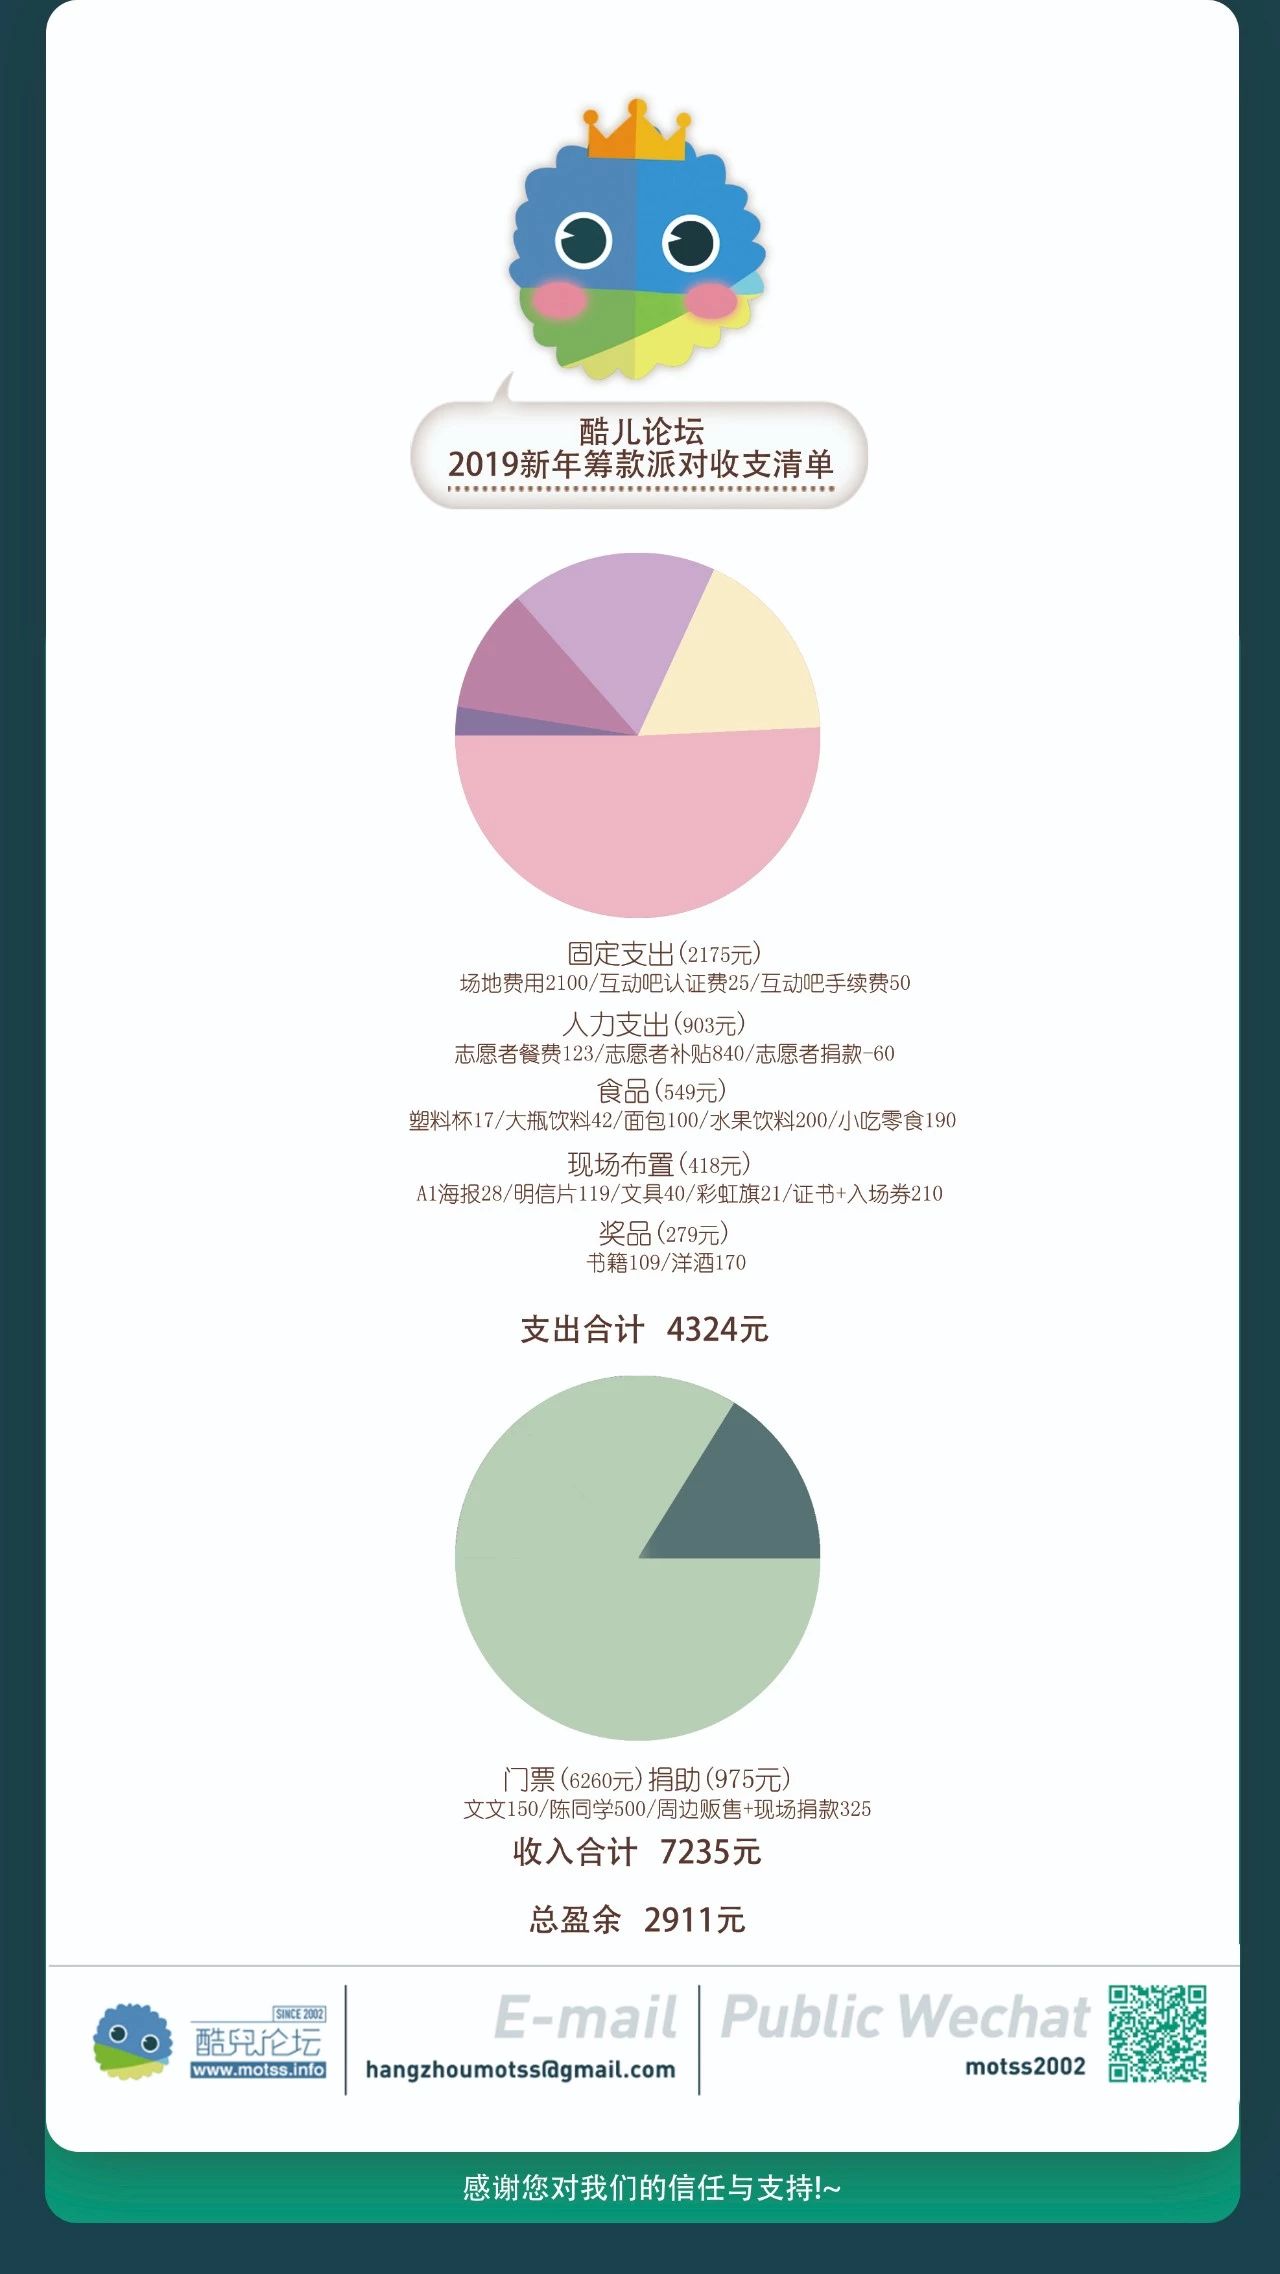 酷儿论坛
2019新年筹款派对收支清单
固定支出(2175元)
场地费用2100/互动吧认证费25/互动吧手续费50
人力支出(903元)
志愿者餐费123/志愿者补贴840/志愿者捐款-60
食品(549元)
塑料杯17/大瓶饮料42/面包100/水果饮料200/小吃零食190
现场布置(418元)
A1海报28/明信片119/文具40/彩虹旗21/证书+入场券210
奖品(279元)
书籍109/洋酒170
支出合计 4324元
门票(6260元)捐助(975元)
文文150/陈同学500/周边贩售+现场捐款325
收入合计 7235元
总盈余 2911元
SINCE 2002
酷兒论坛
www.motss.info
E-mail
hangzhoumotss@gmail.com
Public Wechat
motss2002
感谢您对我们的信任与支持!~